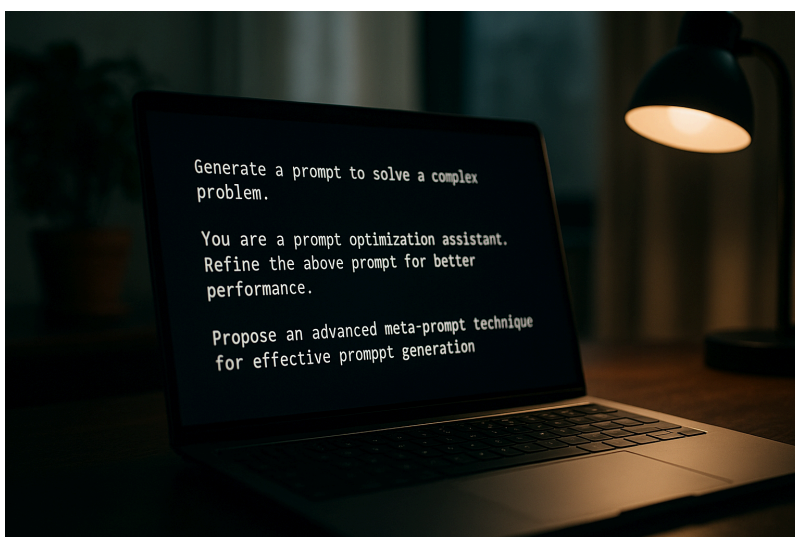 Generate a prompt to solve a complex
problem.
You are a prompt optimization assistant.
Refine the above prompt for better
performance.
Propose an advanced meta-prompt technique
for effective promppt generation